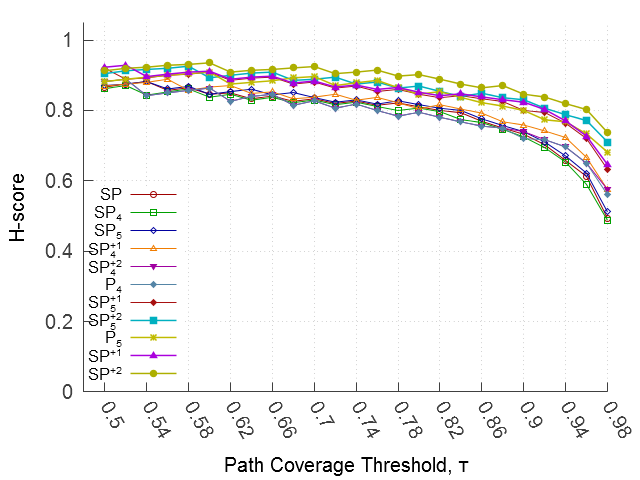 1
0.8
0.6
0.4
0.2
0
H-score
SP
SP₄
SP₅
SP₄⁺¹
SP₄⁺²
P₄
SP₅⁺¹
SP₅⁺²
P₅
SP⁺¹
SP⁺²
0.5 0.54 0.58 0.62 0.66 0.7 0.74 0.78 0.82 0.86 0.9 0.94 0.98
Path Coverage Threshold, τ